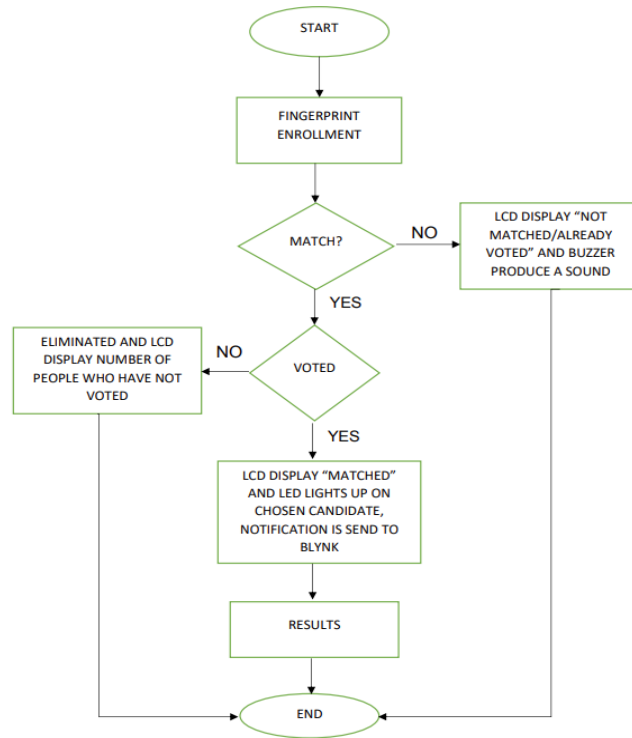 START
FINGERPRINT
ENROLLMENT
MATCH?
NO
LCD DISPLAY “NOT
MATCHED/ALREADY
VOTED” AND BUZZER
PRODUCE A SOUND
YES
ELIMINATED AND LCD
DISPLAY NUMBER OF
PEOPLE WHO HAVE NOT
VOTED
NO
VOTED
YES
LCD DISPLAY “MATCHED”
AND LED LIGHTS UP ON
CHOSEN CANDIDATE,
NOTIFICATION IS SEND TO
BLYNK
RESULTS
END